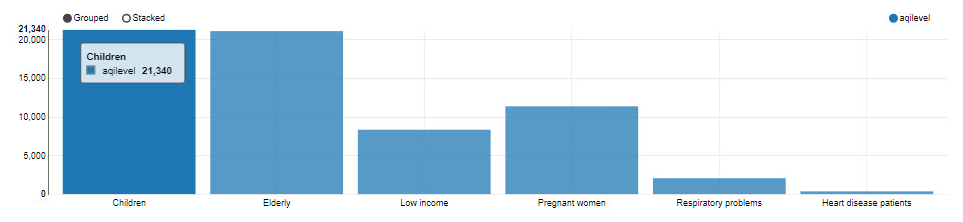 Grouped Stacked aqilevel
21,340
20,000
Children
aqilevel 21,340
15,000
10,000
5,000
0
Children Elderly Low income Pregnant women Respiratory problems Heart disease patients